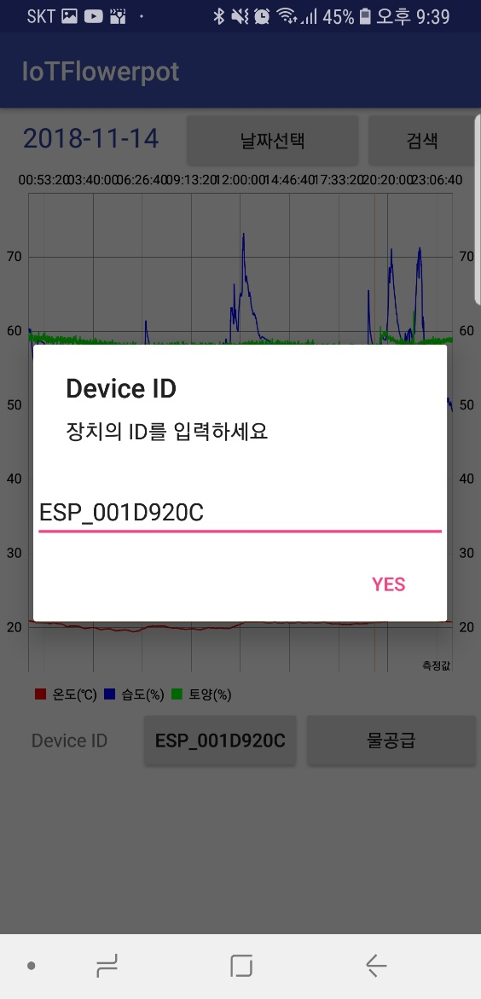 SKT 45% 오후 9:39
IoTFlowerpot
2018-11-14 날짜선택 검색
00:53:20 03:40:00 06:26:40 09:13:20 12:00:00 14:46:40 17:33:20 20:20:00 23:06:40
70 70
60 60
Device ID
50 50
장치의 ID를 입력하세요
40 40
ESP_001D920C
30 30
YES
20 20
측정값
온도(℃) 습도(%) 토양(%)
Device ID ESP_001D920C 물공급